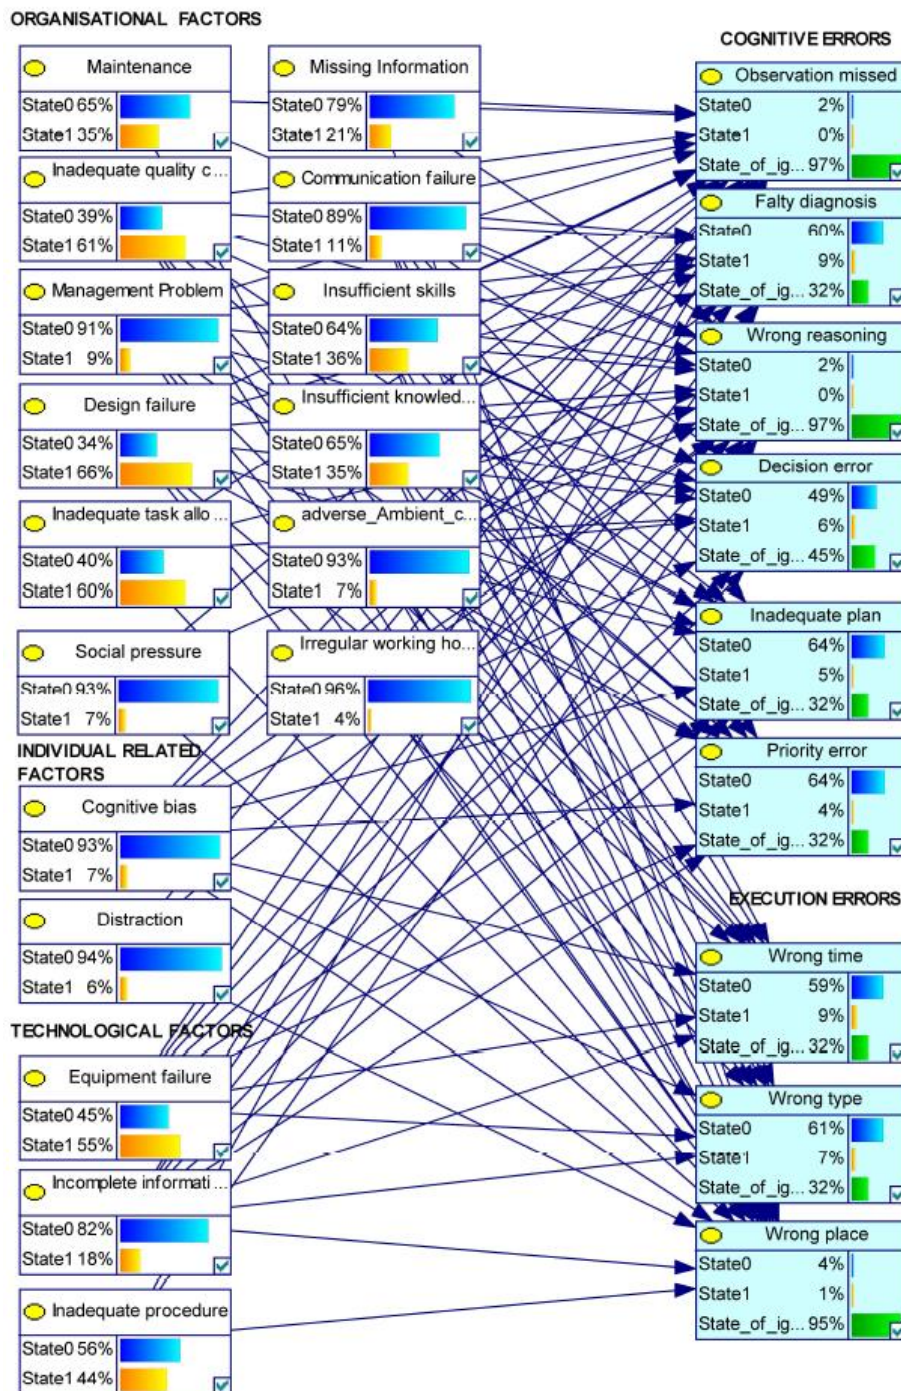 ORGANISATIONAL FACTORS
Maintenance
State0 65%
State1 35%
Inadequate quality c...
State0 39%
State1 61%
Management Problem
State0 91%
State1 9%
Design failure
State0 34%
State1 66%
Inadequate task allo ...
State0 40%
State1 60%
Social pressure
State0 93%
State1 7%
Missing Information
State0 79%
State1 21%
Communication failure
State0 89%
State1 11%
Insufficient skills
State0 64%
State1 36%
Insufficient knowled...
State0 65%
State1 35%
adverse_Ambient_c...
State0 93%
State1 7%
Irregular working ho...
State0 96%
State1 4%
INDIVIDUAL RELATED
FACTORS
Cognitive bias
State0 93%
State1 7%
Distraction
State0 94%
State1 6%
TECHNOLOGICAL FACTORS
Equipment failure
State0 45%
State1 55%
Incomplete informati ...
State0 82%
State1 18%
Inadequate procedure
State0 56%
State1 44%
COGNITIVE ERRORS
Observation missed
State0 2%
State1 0%
State_of_ig... 97%
Falty diagnosis
State0 60%
State1 9%
State_of_ig... 32%
Wrong reasoning
State0 2%
State1 0%
State_of_ig... 97%
Decision error
State0 49%
State1 6%
State_of_ig... 45%
Inadequate plan
State0 64%
State1 5%
State_of_ig... 32%
Priority error
State0 64%
State1 4%
State_of_ig... 32%
EXECUTION ERRORS
Wrong time
State0 59%
State1 9%
State_of_ig... 32%
Wrong type
State0 61%
State1 7%
State_of_ig... 32%
Wrong place
State0 4%
State1 1%
State_of_ig... 95%